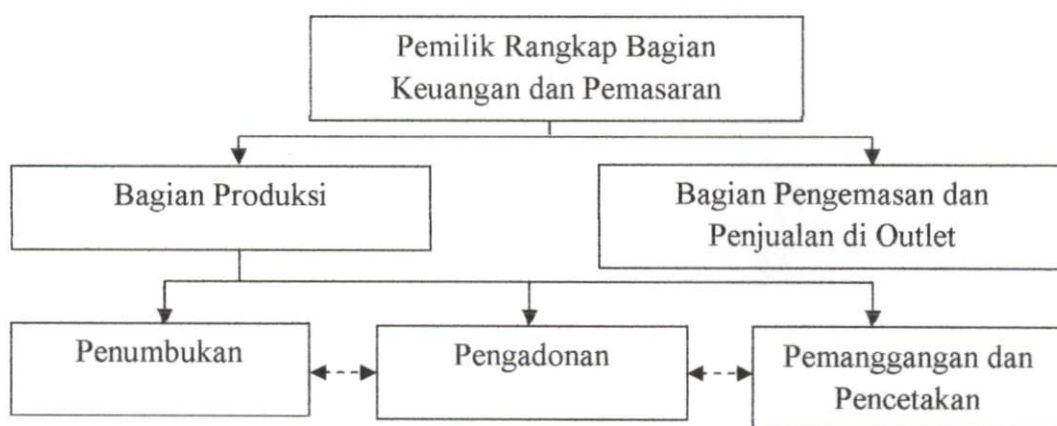 Pemilik Rangkap Bagian
Keuangan dan Pemasaran
Bagian Produksi
Bagian Pengemasan dan
Penjualan di Outlet
Penumbukan
Pengadonan
Pemanggangan dan
Pencetakan